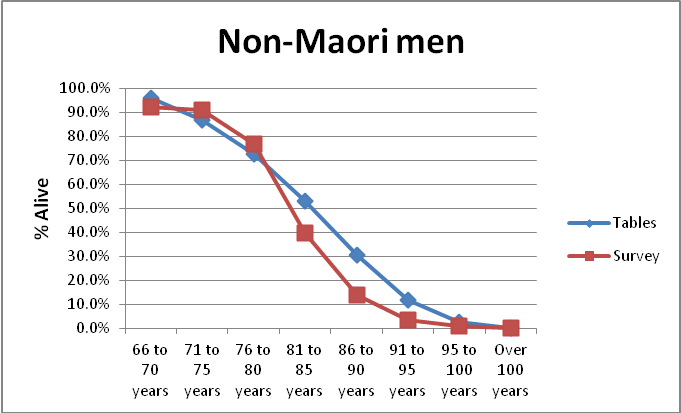 Non-Maori men
100.0%
90.0%
80.0%
70.0%
60.0%
50.0%
40.0%
30.0%
20.0%
10.0%
0.0%
% Alive
66 to 70 years
71 to 75 years
76 to 80 years
81 to 85 years
86 to 90 years
91 to 95 years
95 to 100 years
Over 100 years
Tables
Survey